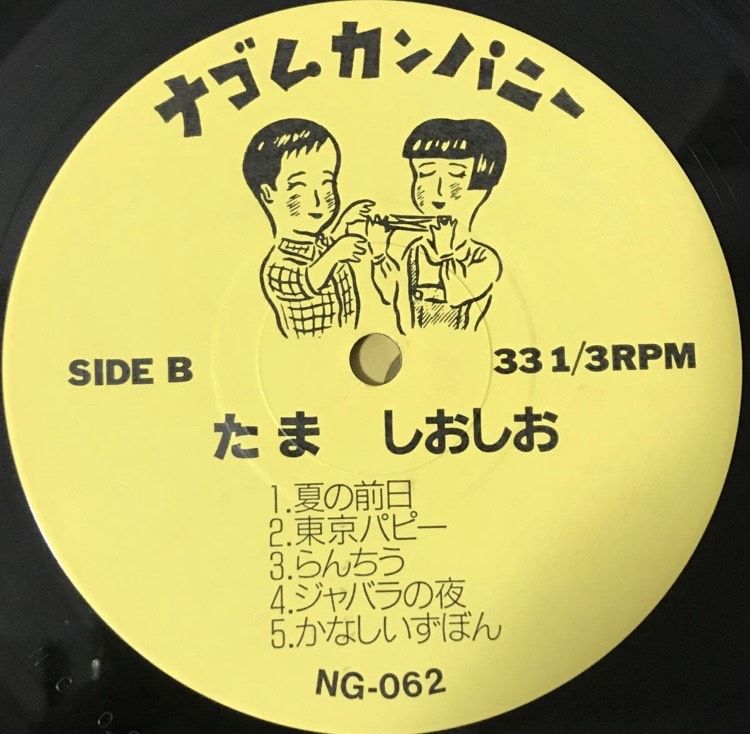 ナゴムカンパニー
SIDE B
33 1/3RPM
たま しおしお
1.夏の前日
2.東京パピー
3.らんちう
4.ジャバラの夜
5.かなしいずぼん
NG-062